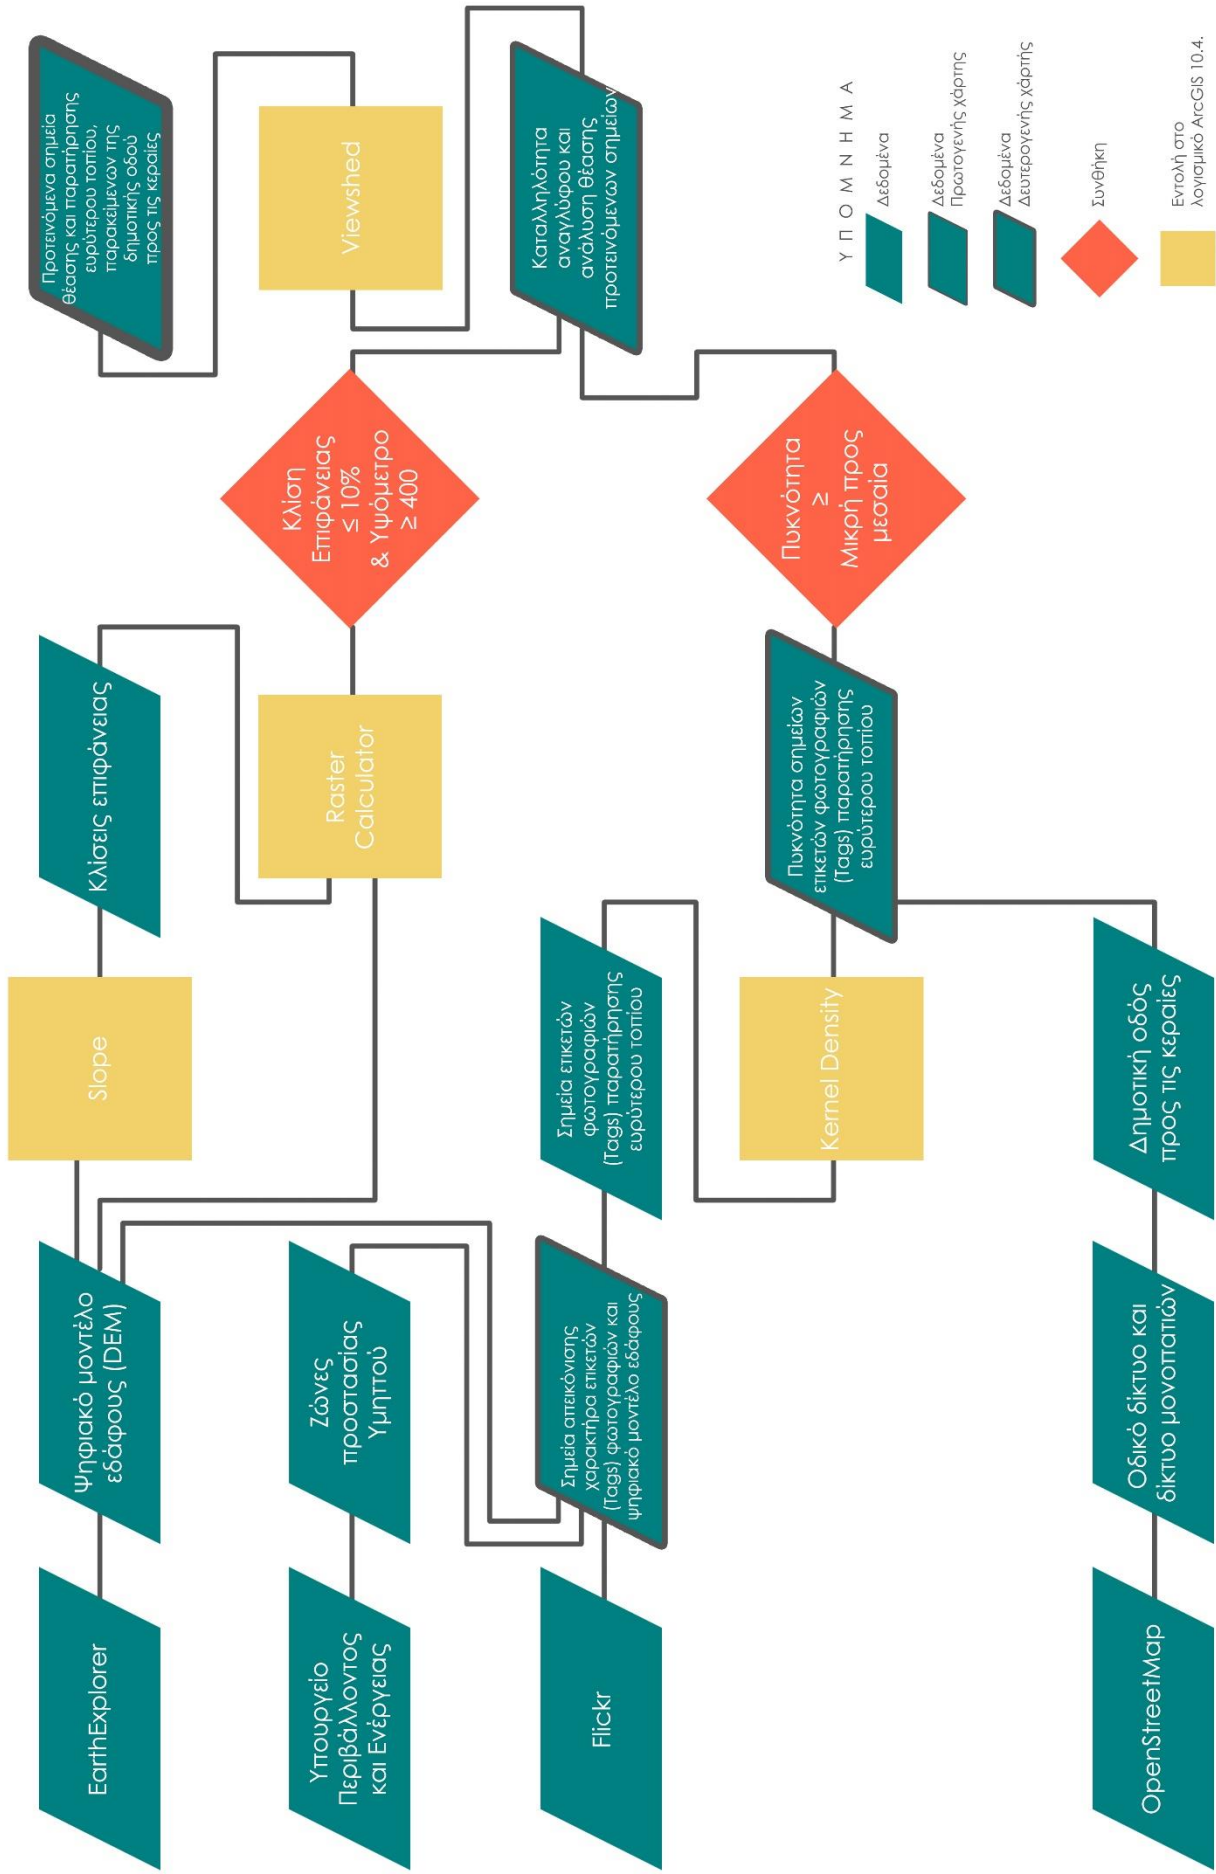 EarthExplorer
Ψηφιακό μοντέλο
εδάφους (DEM)
Slope
Κλίσεις επιφάνειας
Προτεινόμενα σημεία
θέασης και παρατήρησης
ευρύτερου τοπίου,
παρακείμενων της
δημοτικής οδού
προς τις κεραίες
Υπουργείο
Περιβάλλοντος
και Ενέργειας
Ζώνες
προστασίας
Υμηττού
Raster
Calculator
Κλίση
Επιφάνειας
≤ 10%
& Υψόμετρο
≥ 400
Viewshed
Flickr
Σημεία απεικόνισης
χαρακτήρα ετικετών
(Tags) φωτογραφιών και
ψηφιακό μοντέλο εδάφους
Σημεία ετικετών
φωτογραφιών
(Tags) παρατήρησης
ευρύτερου τοπίου
Καταλληλότητα
αναγλύφου και
ανάλυση θέασης
προτεινόμενων σημείων
Kernel Density
Πυκνότητα σημείων
ετικετών φωτογραφιών
(Tags) παρατήρησης
ευρύτερου τοπίου
Πυκνότητα
≥
Μικρή προς
μεσαία
OpenStreetMap
Οδικό δίκτυο και
δίκτυο μονοπατιών
Δημοτική οδός
προς τις κεραίες
ΥΠΟΜΝΗΜΑ
Δεδομένα
Δεδομένα
Πρωτογενής χάρτης
Δεδομένα
Δευτερογενής χάρτης
Συνθήκη
Εντολή στο
λογισμικό ArcGIS 10.4.